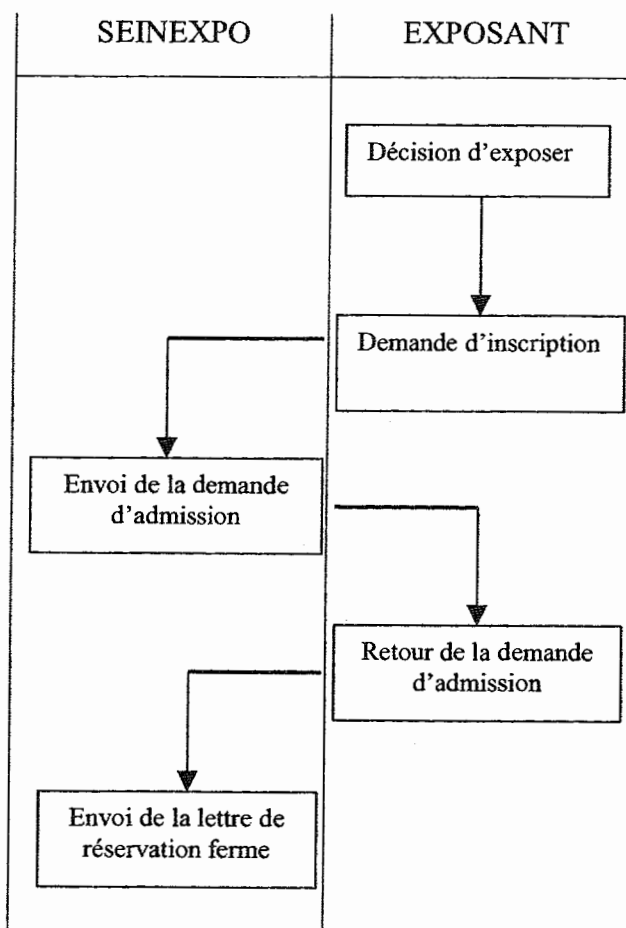 SEINEXPO
EXPOSANT
Décision d'exposer
Demande d'inscription
Envoi de la demande
d'admission
Retour de la demande
d'admission
Envoi de la lettre de
réservation ferme